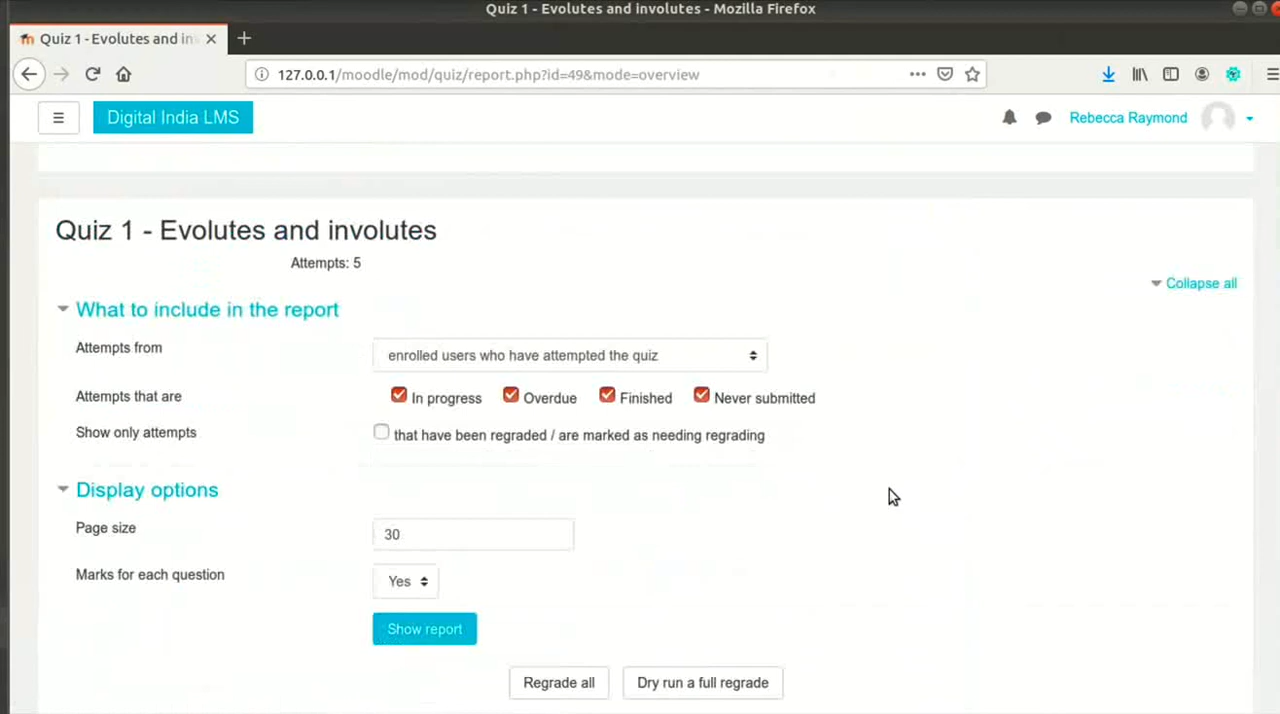 Quiz 1 - Evolutes and involutes - Mozilla Firefox
Quiz 1 - Evolutes and in
127.0.0.1/moodle/mod/quiz/report.php?id=49&mode=overview
Digital India LMS
Rebecca Raymond
Quiz 1 - Evolutes and involutes
Attempts: 5
Collapse all
What to include in the report
Attempts from enrolled users who have attempted the quiz
Attempts that are In progress Overdue Finished Never submitted
Show only attempts that have been regraded / are marked as needing regrading
Display options
Page size 30
Marks for each question Yes
Show report
Regrade all Dry run a full regrade